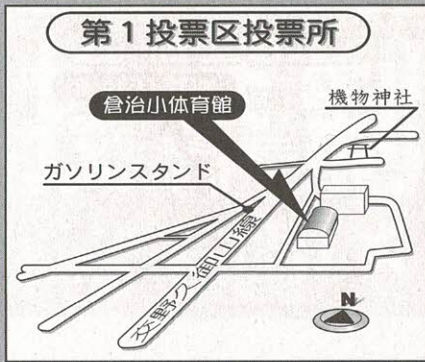 第1投票区投票所
倉治小体育館
機物神社
ガソリンスタンド
交野久御山線
N